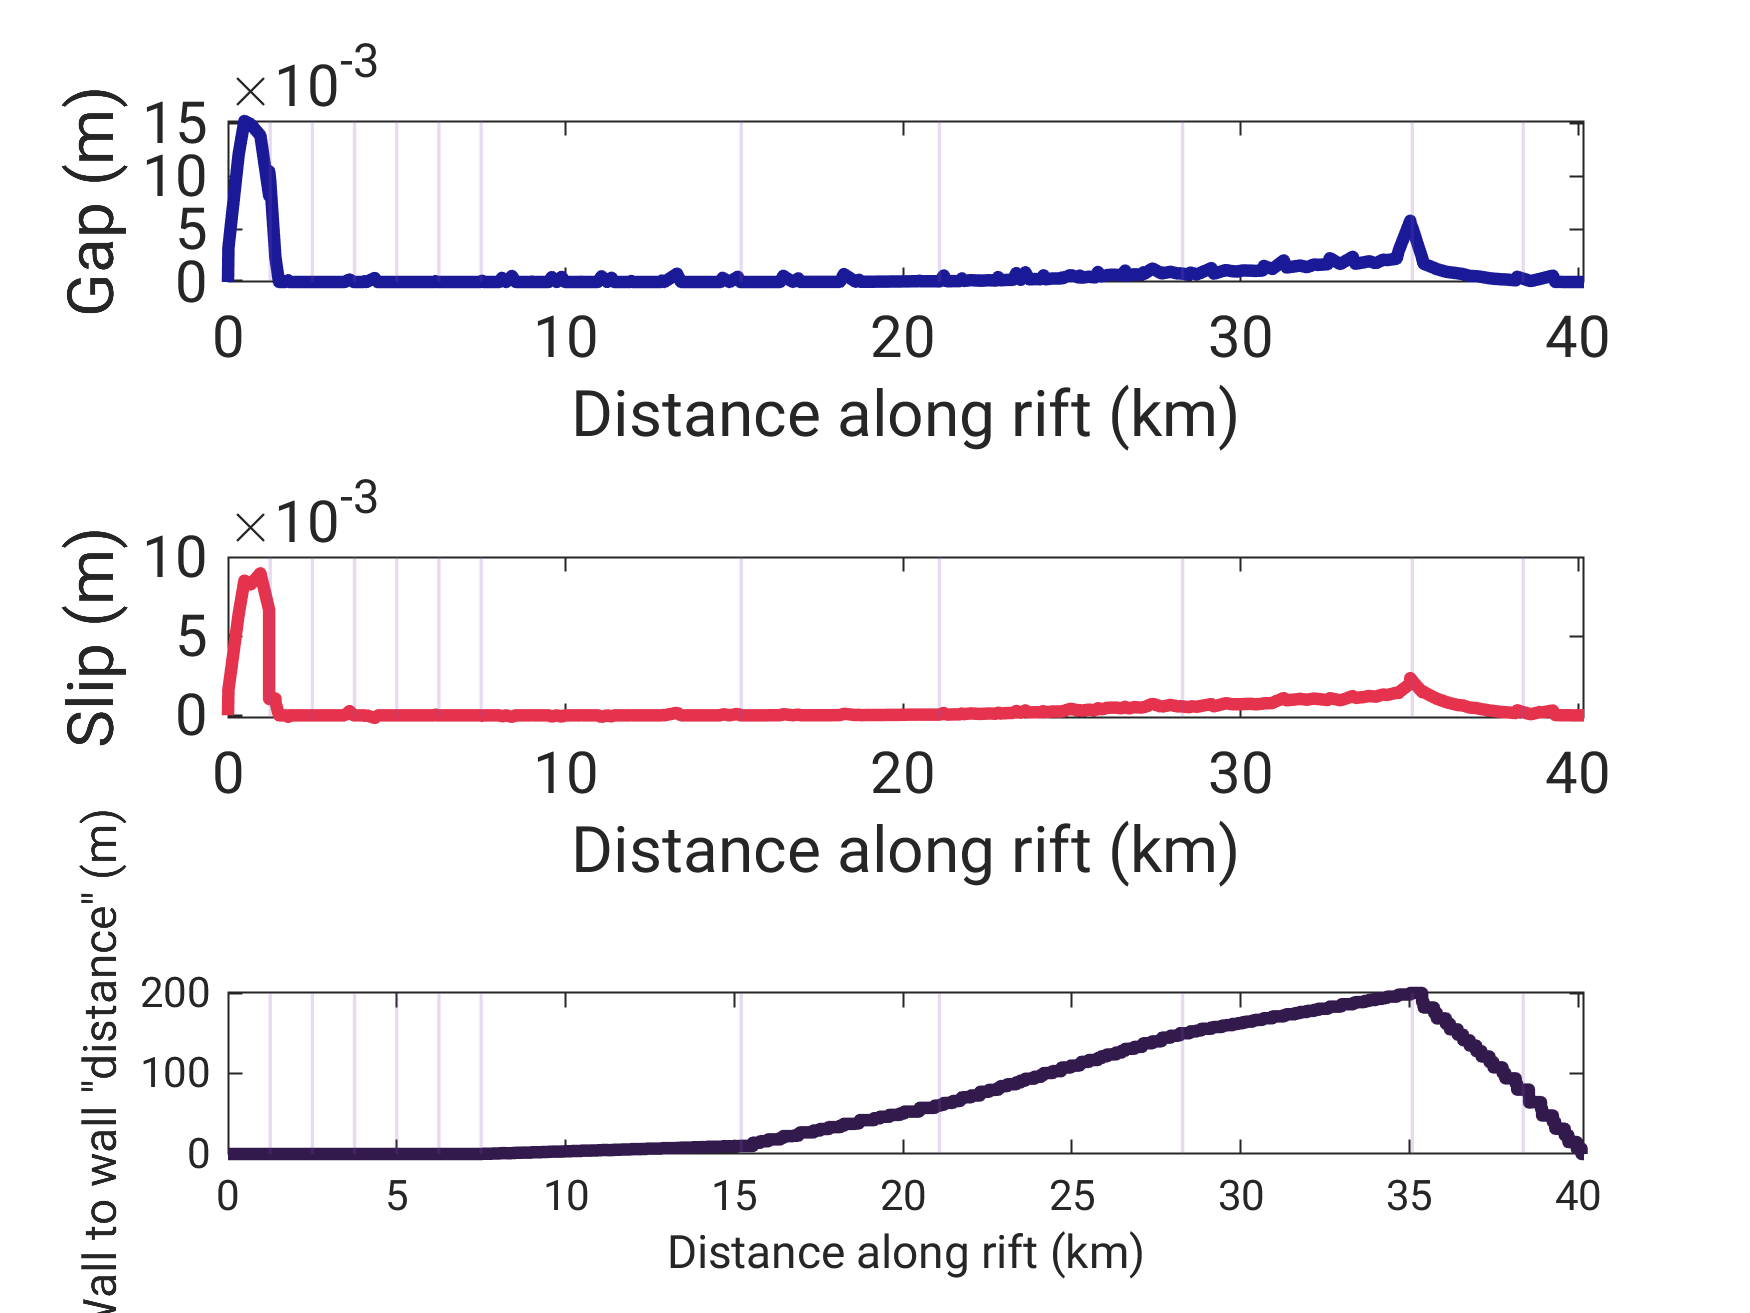 ×10-3
Gap (m)
15
10
5
0
0 10 20 30 40
Distance along rift (km)
×10-3
Slip (m)
10
5
0
0 10 20 30 40
Distance along rift (km)
Wall to wall "distance" (m)
200
100
0
0 5 10 15 20 25 30 35 40
Distance along rift (km)